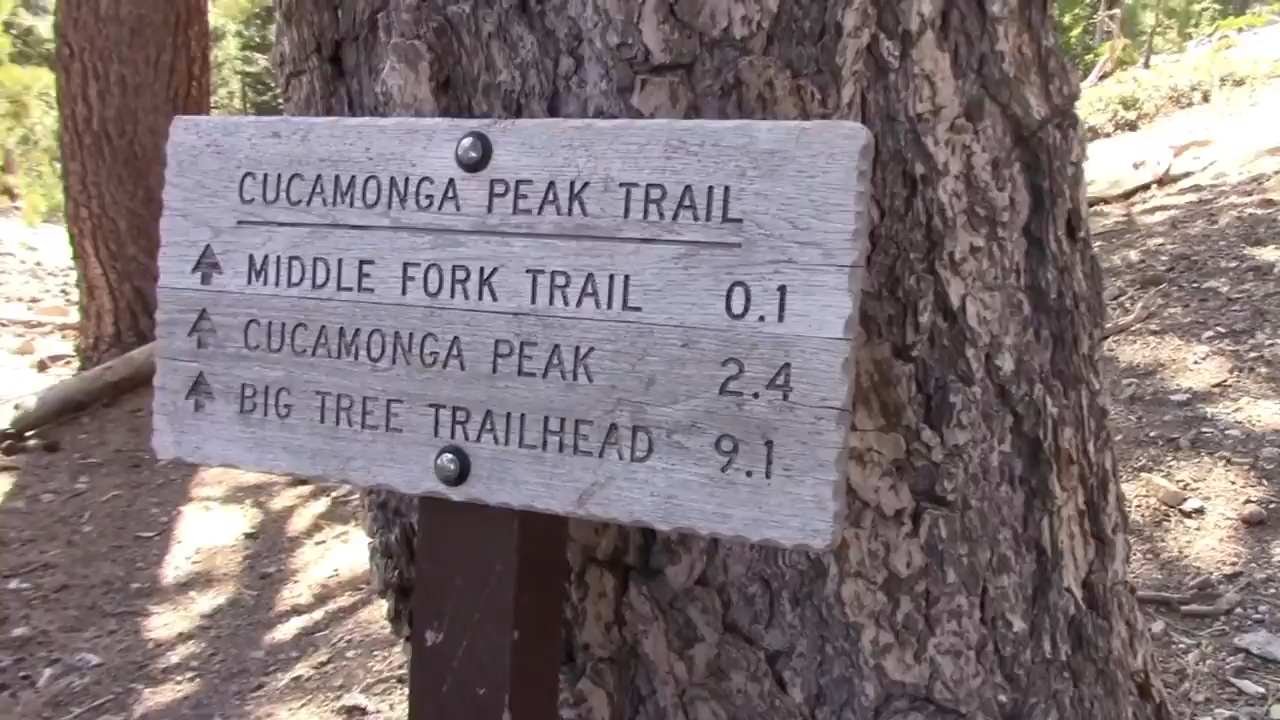 CUCAMONGA PEAK TRAIL
MIDDLE FORK TRAIL 0.1
CUCAMONGA PEAK 2.4
BIG TREE TRAILHEAD 9.1